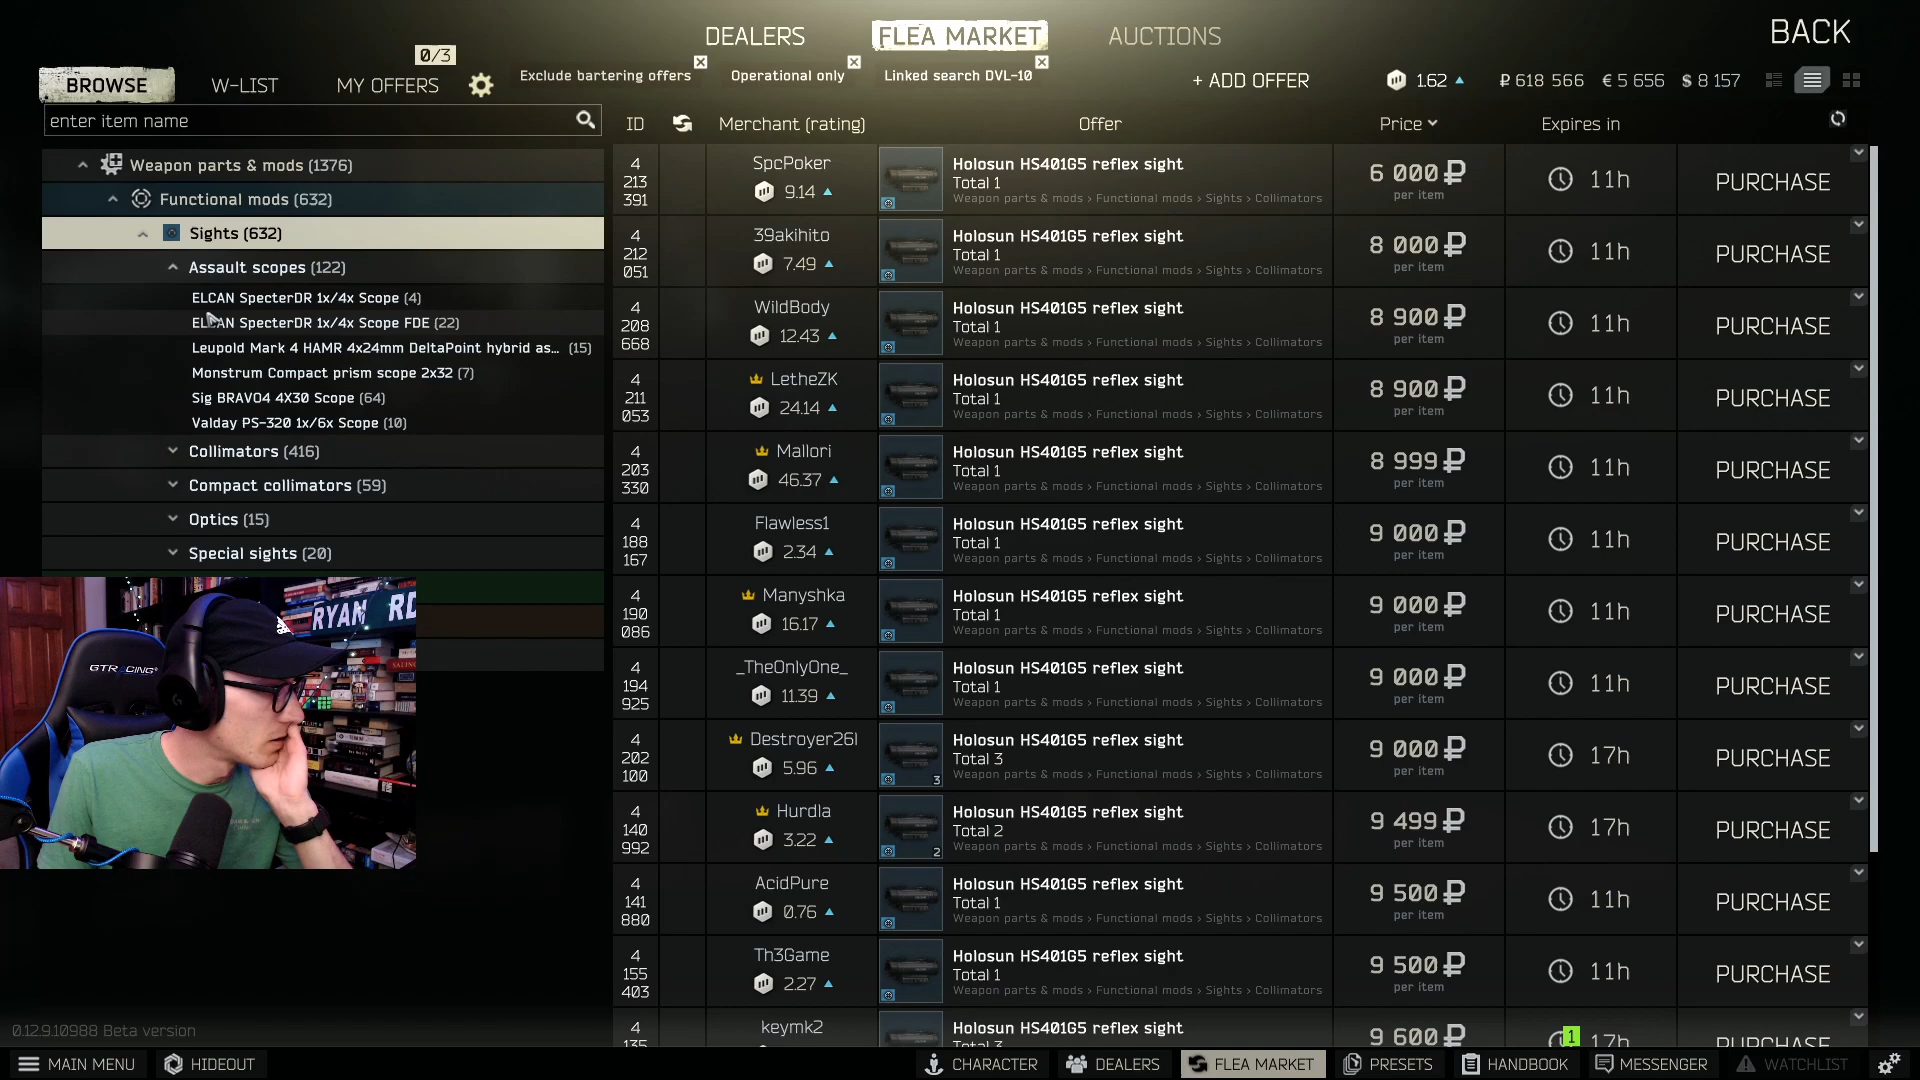 DEALERS
FLEA MARKET
AUCTIONS
BACK
0/3
BROWSE
W-LIST
MY OFFERS
Exclude bartering offers
Operational only
Linked search DVL-10
+ ADD OFFER
1.62
₽ 618 566
€ 5 656
$ 8 157
enter item name
ID
Merchant (rating)
Offer
Price
Expires in
Weapon parts & mods (1376)
Functional mods (632)
Sights (632)
Assault scopes (122)
ELCAN SpecterDR 1x/4x Scope (4)
ELCAN SpecterDR 1x/4x Scope FDE (22)
Leupold Mark 4 HAMR 4x24mm DeltaPoint hybrid as... (15)
Monstrum Compact prism scope 2x32 (7)
Sig BRAVO4 4X30 Scope (64)
Valday PS-320 1x/6x Scope (10)
Collimators (416)
Compact collimators (59)
Optics (15)
Special sights (20)
4 213 391
SpcPoker
9.14
Holosun HS401G5 reflex sight
Total 1
Weapon parts & mods > Functional mods > Sights > Collimators
6 000 ₽
per item
11h
PURCHASE
4 212 051
39akihito
7.49
Holosun HS401G5 reflex sight
Total 1
Weapon parts & mods > Functional mods > Sights > Collimators
8 000 ₽
per item
11h
PURCHASE
4 208 668
WildBody
12.43
Holosun HS401G5 reflex sight
Total 1
Weapon parts & mods > Functional mods > Sights > Collimators
8 900 ₽
per item
11h
PURCHASE
4 211 053
LetheZK
24.14
Holosun HS401G5 reflex sight
Total 1
Weapon parts & mods > Functional mods > Sights > Collimators
8 900 ₽
per item
11h
PURCHASE
4 203 330
Mallori
46.37
Holosun HS401G5 reflex sight
Total 1
Weapon parts & mods > Functional mods > Sights > Collimators
8 999 ₽
per item
11h
PURCHASE
4 188 167
Flawless1
2.34
Holosun HS401G5 reflex sight
Total 1
Weapon parts & mods > Functional mods > Sights > Collimators
9 000 ₽
per item
11h
PURCHASE
4 190 086
Manyshka
16.17
Holosun HS401G5 reflex sight
Total 1
Weapon parts & mods > Functional mods > Sights > Collimators
9 000 ₽
per item
11h
PURCHASE
4 194 925
_TheOnlyOne_
11.39
Holosun HS401G5 reflex sight
Total 1
Weapon parts & mods > Functional mods > Sights > Collimators
9 000 ₽
per item
11h
PURCHASE
4 202 100
Destroyer261
5.96
3
Holosun HS401G5 reflex sight
Total 3
Weapon parts & mods > Functional mods > Sights > Collimators
9 000 ₽
per item
17h
PURCHASE
4 140 992
Hurdla
3.22
2
Holosun HS401G5 reflex sight
Total 2
Weapon parts & mods > Functional mods > Sights > Collimators
9 499 ₽
per item
17h
PURCHASE
4 141 880
AcidPure
0.76
Holosun HS401G5 reflex sight
Total 1
Weapon parts & mods > Functional mods > Sights > Collimators
9 500 ₽
per item
11h
PURCHASE
4 155 403
Th3Game
2.27
Holosun HS401G5 reflex sight
Total 1
Weapon parts & mods > Functional mods > Sights > Collimators
9 500 ₽
per item
11h
PURCHASE
4 135
keymk2
Holosun HS401G5 reflex sight
Total 3
9 600 ₽
17h
1
RYAN RO
GTRACING
0.12.9.10988 Beta version
MAIN MENU
HIDEOUT
CHARACTER
DEALERS
FLEA MARKET
PRESETS
HANDBOOK
MESSENGER
WATCHLIST